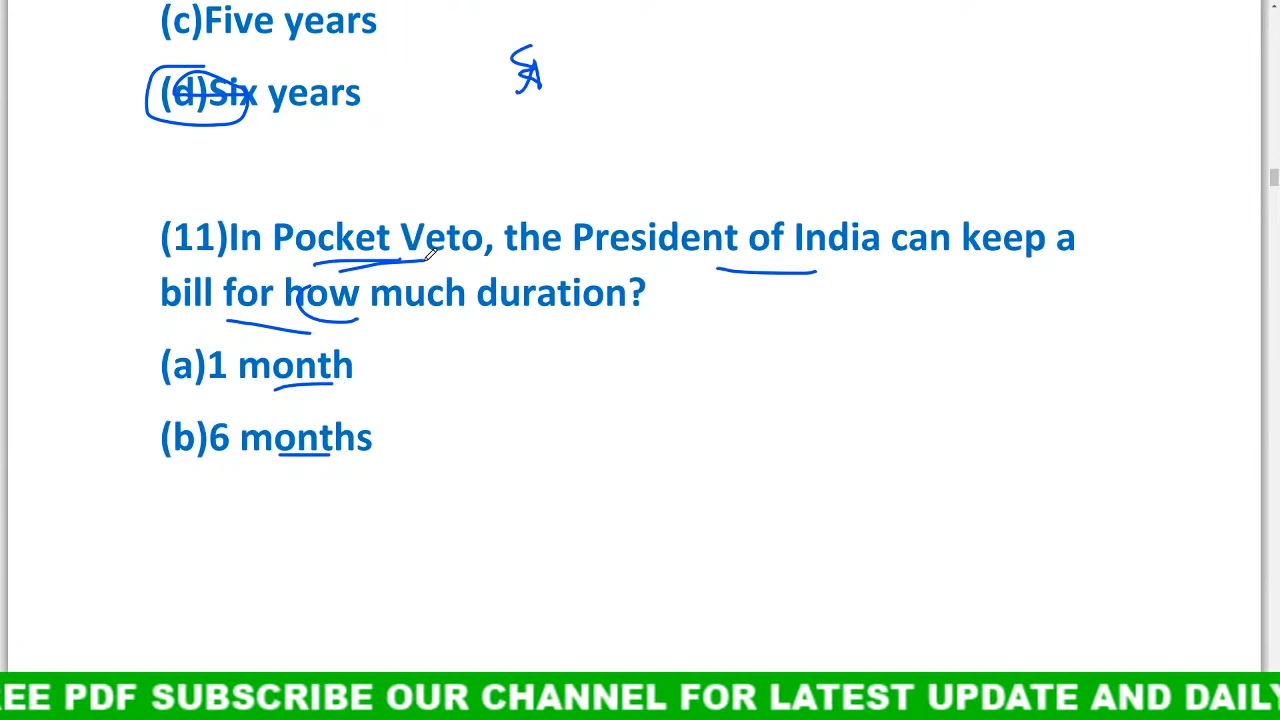 (c)Five years
(d)Six years
(11)In Pocket Veto, the President of India can keep a
bill for how much duration?
(a)1 month
(b)6 months
EE PDF SUBSCRIBE OUR CHANNEL FOR LATEST UPDATE AND DAILY